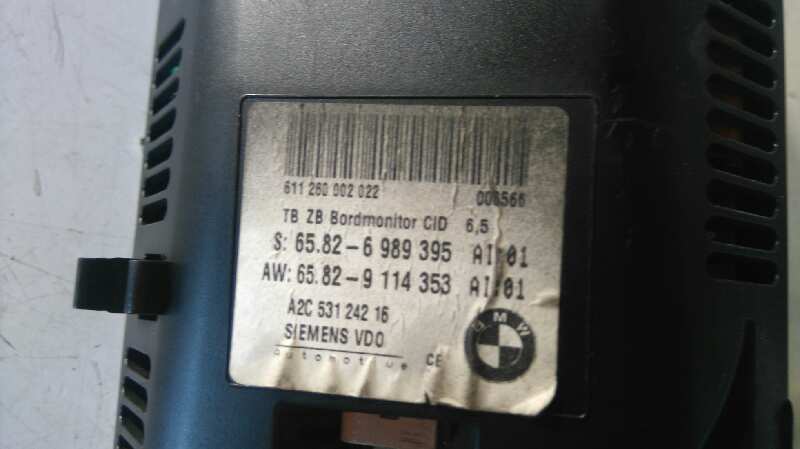 611 260 002 022 000566
TB ZB Bordmonitor CID 6,5
S: 65.82-6 989 395 AI:01
AW: 65.82-9 114 353 AI:01
A2C 531 242 16
SIEMENS VDO
automotive CE
BMW